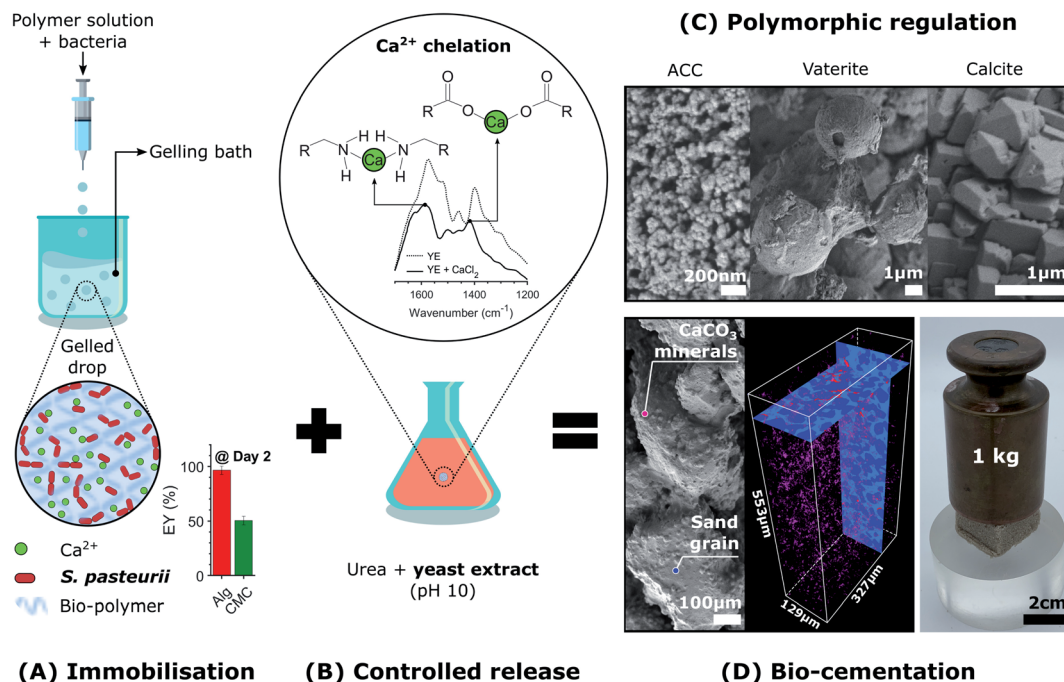 Polymer solution
+ bacteria
Gelling bath
Gelled
drop
@ Day 2
EY (%)
100
50
0
Alg
CMC
Ca²⁺
S. pasteurii
Bio-polymer
(A) Immobilisation
Ca²⁺ chelation
O
O
R
O
Ca
O
R
R
H
H
N
Ca
N
R
H
H
YE
YE + CaCl₂
1600
1400
1200
Wavenumber (cm⁻¹)
Urea + yeast extract
(pH 10)
(B) Controlled release
(C) Polymorphic regulation
ACC
Vaterite
Calcite
200nm
1µm
1µm
CaCO₃
minerals
Sand
grain
100µm
553µm
129µm
327µm
1 kg
2cm
(D) Bio-cementation